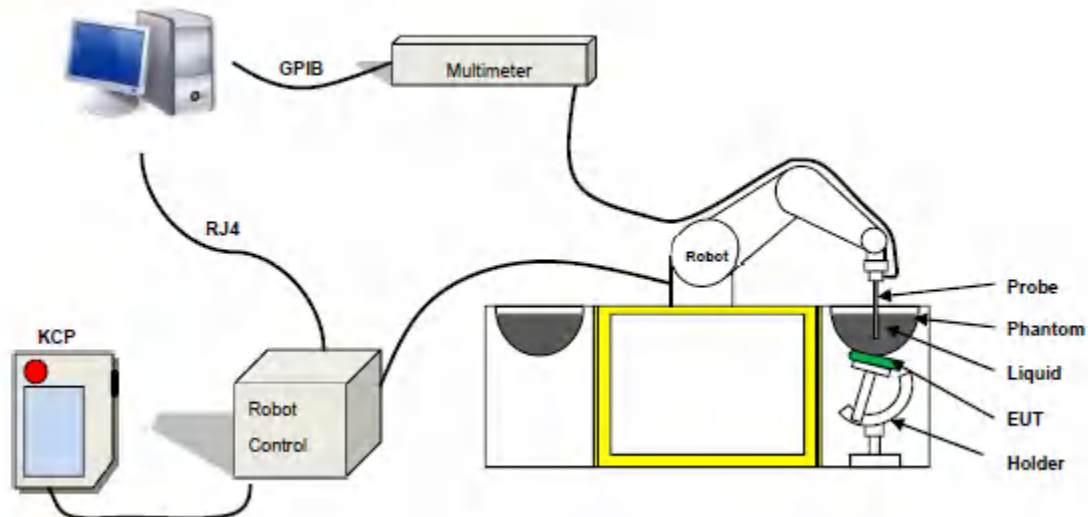 GPIB
Multimeter
RJ4
Robot
Probe
Phantom
KCP
Liquid
Robot
Control
EUT
Holder